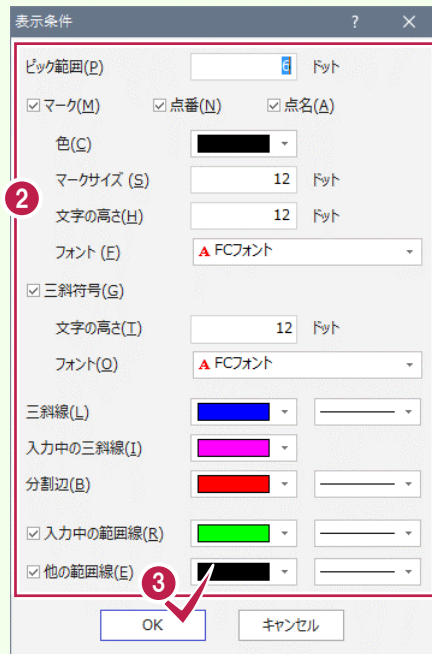 表示条件 ? ×
ピック範囲(P) 6 ドット
マーク(M) 点番(N) 点名(A)
色(C)
マークサイズ (S) 12 ドット
2
文字の高さ(H) 12 ドット
フォント (F) A FCフォント
三斜符号(G)
文字の高さ(T) 12 ドット
フォント(O) A FCフォント
三斜線(L)
入力中の三斜線(I)
分割辺(B)
入力中の範囲線(R)
他の範囲線(E)
3
OK キャンセル